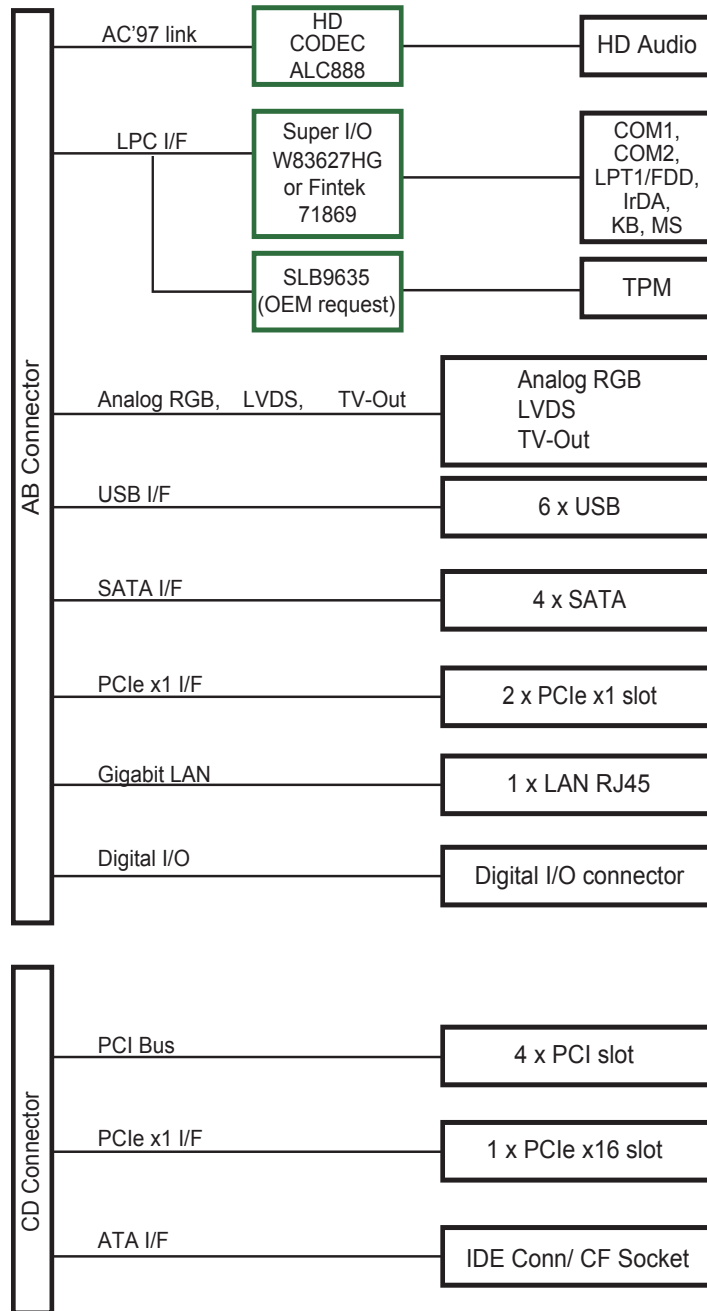 AC’97 link
HD
CODEC
ALC888
HD Audio
LPC I/F
Super I/O
W83627HG
or Fintek
71869
COM1,
COM2,
LPT1/FDD,
IrDA,
KB, MS
SLB9635
(OEM request)
TPM
AB Connector
Analog RGB, LVDS, TV-Out
Analog RGB
LVDS
TV-Out
USB I/F
6 x USB
SATA I/F
4 x SATA
PCIe x1 I/F
2 x PCIe x1 slot
Gigabit LAN
1 x LAN RJ45
Digital I/O
Digital I/O connector
CD Connector
PCI Bus
4 x PCI slot
PCIe x1 I/F
1 x PCIe x16 slot
ATA I/F
IDE Conn/ CF Socket